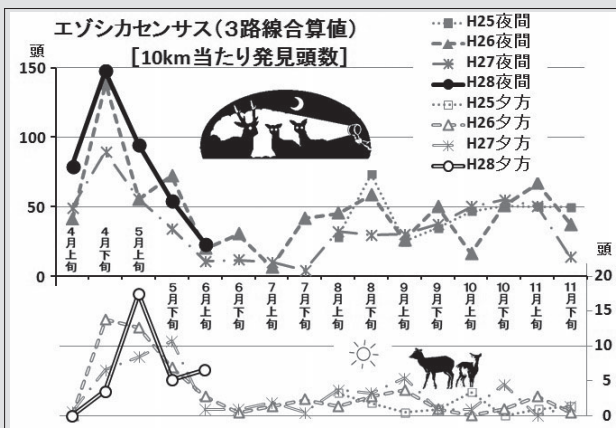 エゾシカセンサス(３路線合算値)
[10km当たり発見頭数]
H25夜間
H26夜間
H27夜間
H28夜間
H25夕方
H26夕方
H27夕方
H28夕方
頭
150
100
50
0
4月上旬
4月下旬
5月上旬
5月下旬
6月上旬
6月下旬
7月上旬
7月下旬
8月上旬
8月下旬
9月上旬
9月下旬
10月上旬
10月下旬
11月上旬
11月下旬
頭
20
15
10
5
0